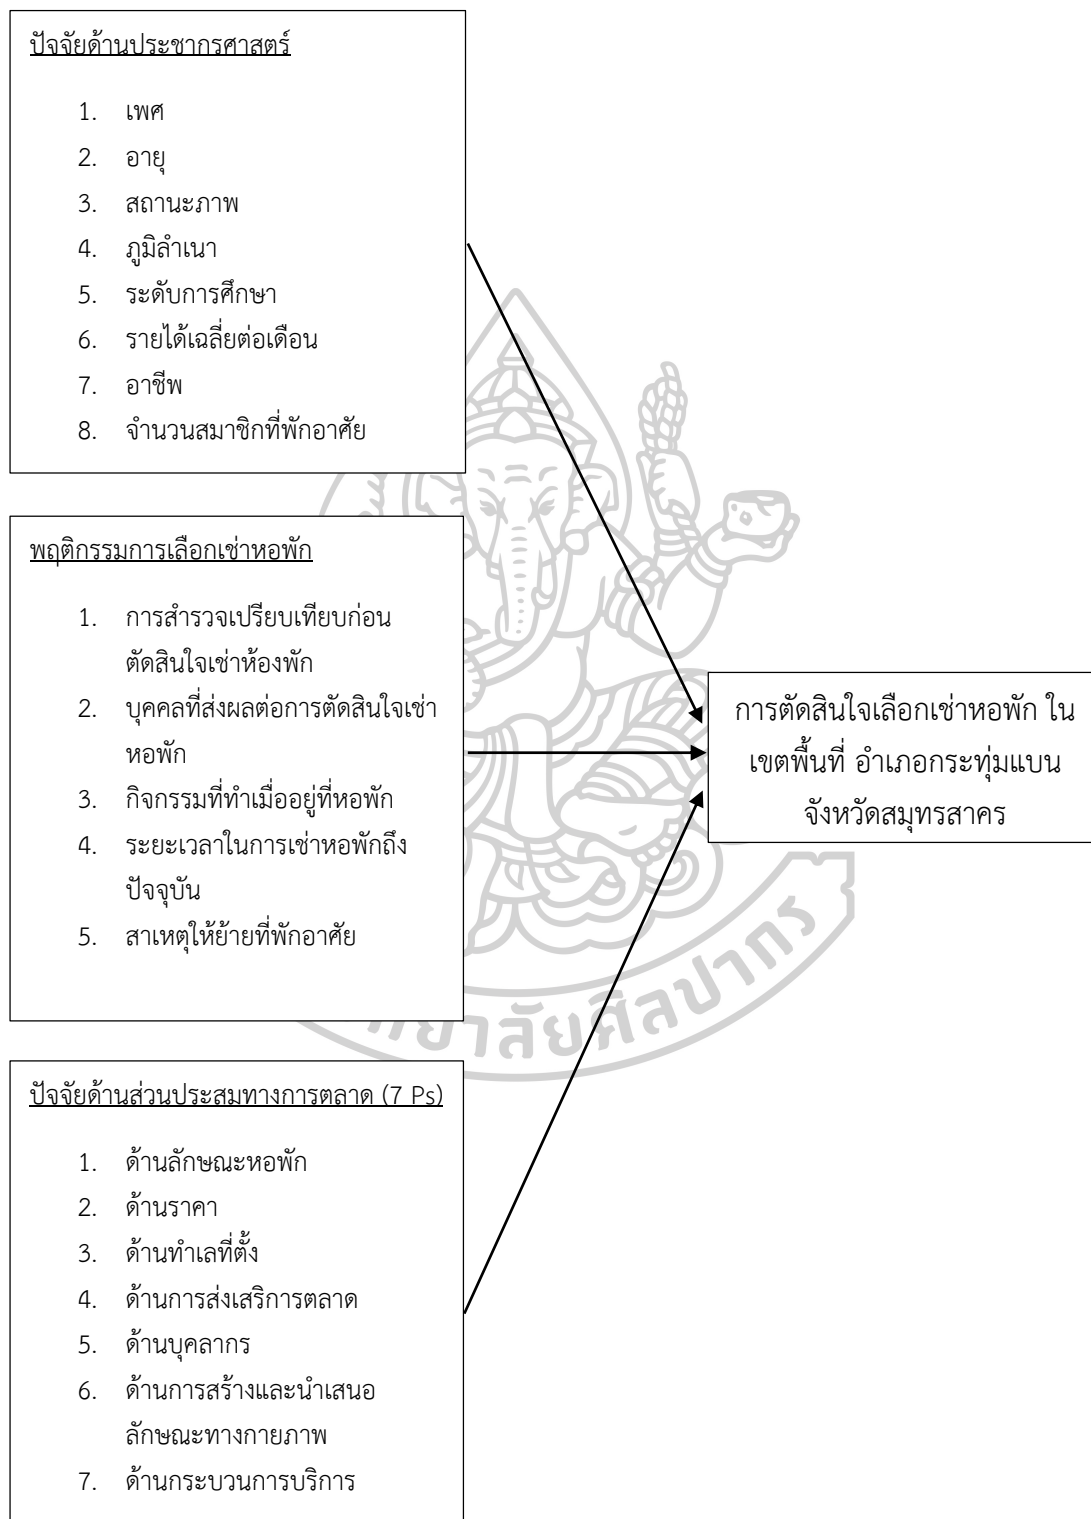 ปัจจัยด้านประชากรศาสตร์
1. เพศ
2. อายุ
3. สถานะภาพ
4. ภูมิลำเนา
5. ระดับการศึกษา
6. รายได้เฉลี่ยต่อเดือน
7. อาชีพ
8. จำนวนสมาชิกที่พักอาศัย
พฤติกรรมการเลือกเช่าหอพัก
1. การสำรวจเปรียบเทียบก่อน
ตัดสินใจเช่าห้องพัก
2. บุคคลที่ส่งผลต่อการตัดสินใจเช่า
หอพัก
3. กิจกรรมที่ทำเมื่ออยู่ที่หอพัก
4. ระยะเวลาในการเช่าหอพักถึง
ปัจจุบัน
5. สาเหตุให้ย้ายที่พักอาศัย
ปัจจัยด้านส่วนประสมทางการตลาด (7 Ps)
1. ด้านลักษณะหอพัก
2. ด้านราคา
3. ด้านทำเลที่ตั้ง
4. ด้านการส่งเสริการตลาด
5. ด้านบุคลากร
6. ด้านการสร้างและนำเสนอ
ลักษณะทางกายภาพ
7. ด้านกระบวนการบริการ
การตัดสินใจเลือกเช่าหอพัก ใน
เขตพื้นที่ อำเภอกระทุ่มแบน
จังหวัดสมุทรสาคร
ทยาลัยศิลปากร